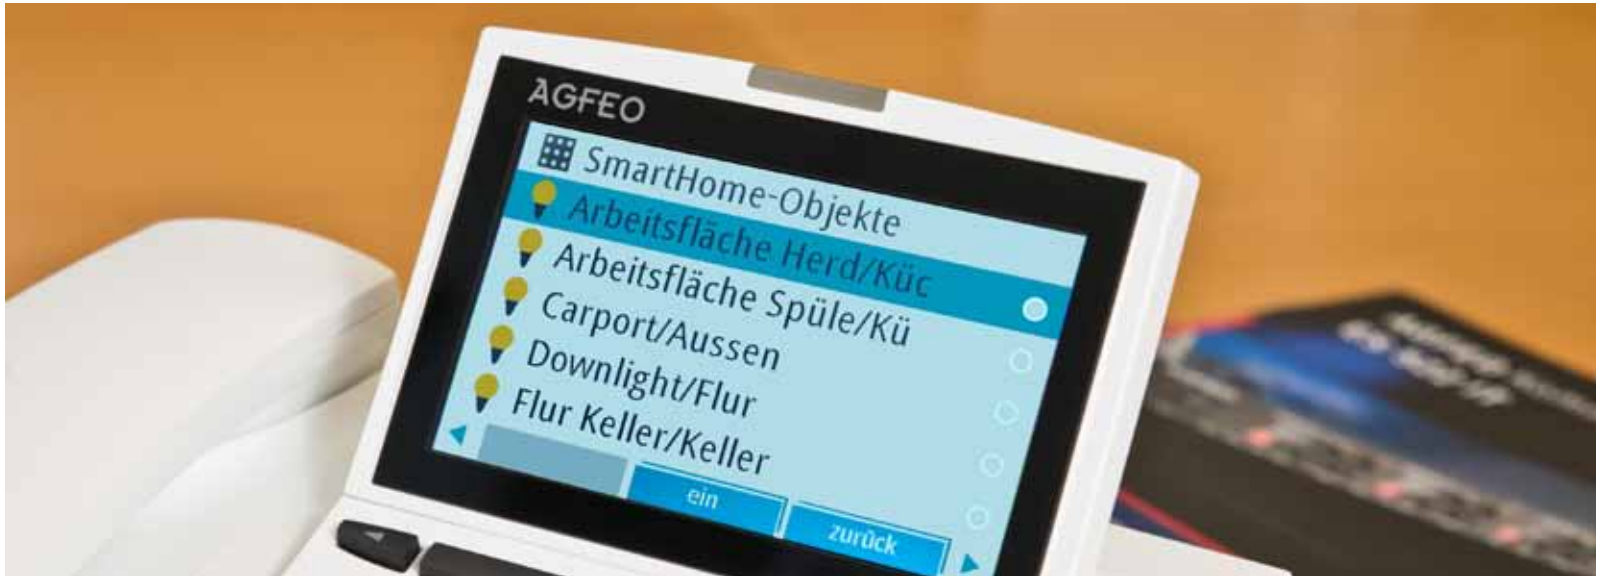 AGFEO
SmartHome-Objekte
Arbeitsfläche Herd/Küc
Arbeitsfläche Spüle/Kü
Carport/Aussen
Downlight/Flur
Flur Keller/Keller
ein
zurück